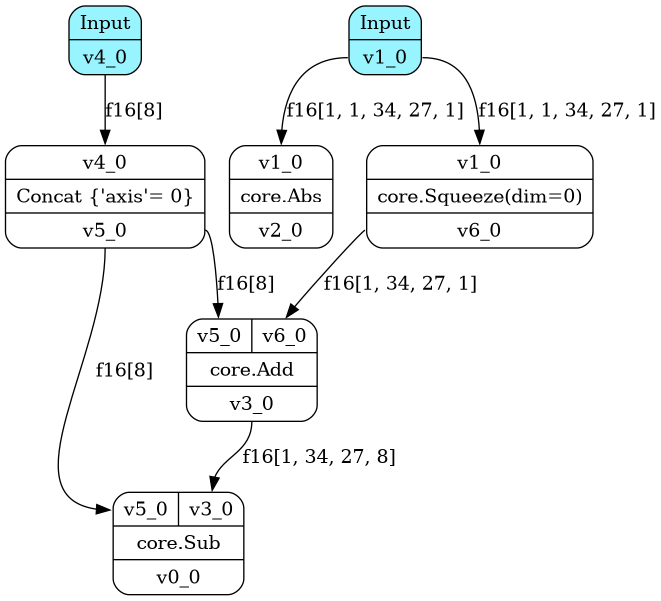 Input
v4_0
Input
v1_0
f16[8]
f16[1, 1, 34, 27, 1]
f16[1, 1, 34, 27, 1]
v4_0
Concat {'axis'= 0}
v5_0
v1_0
core.Abs
v2_0
v1_0
core.Squeeze(dim=0)
v6_0
f16[8]
f16[1, 34, 27, 1]
v5_0 v6_0
core.Add
v3_0
f16[8]
f16[1, 34, 27, 8]
v5_0 v3_0
core.Sub
v0_0